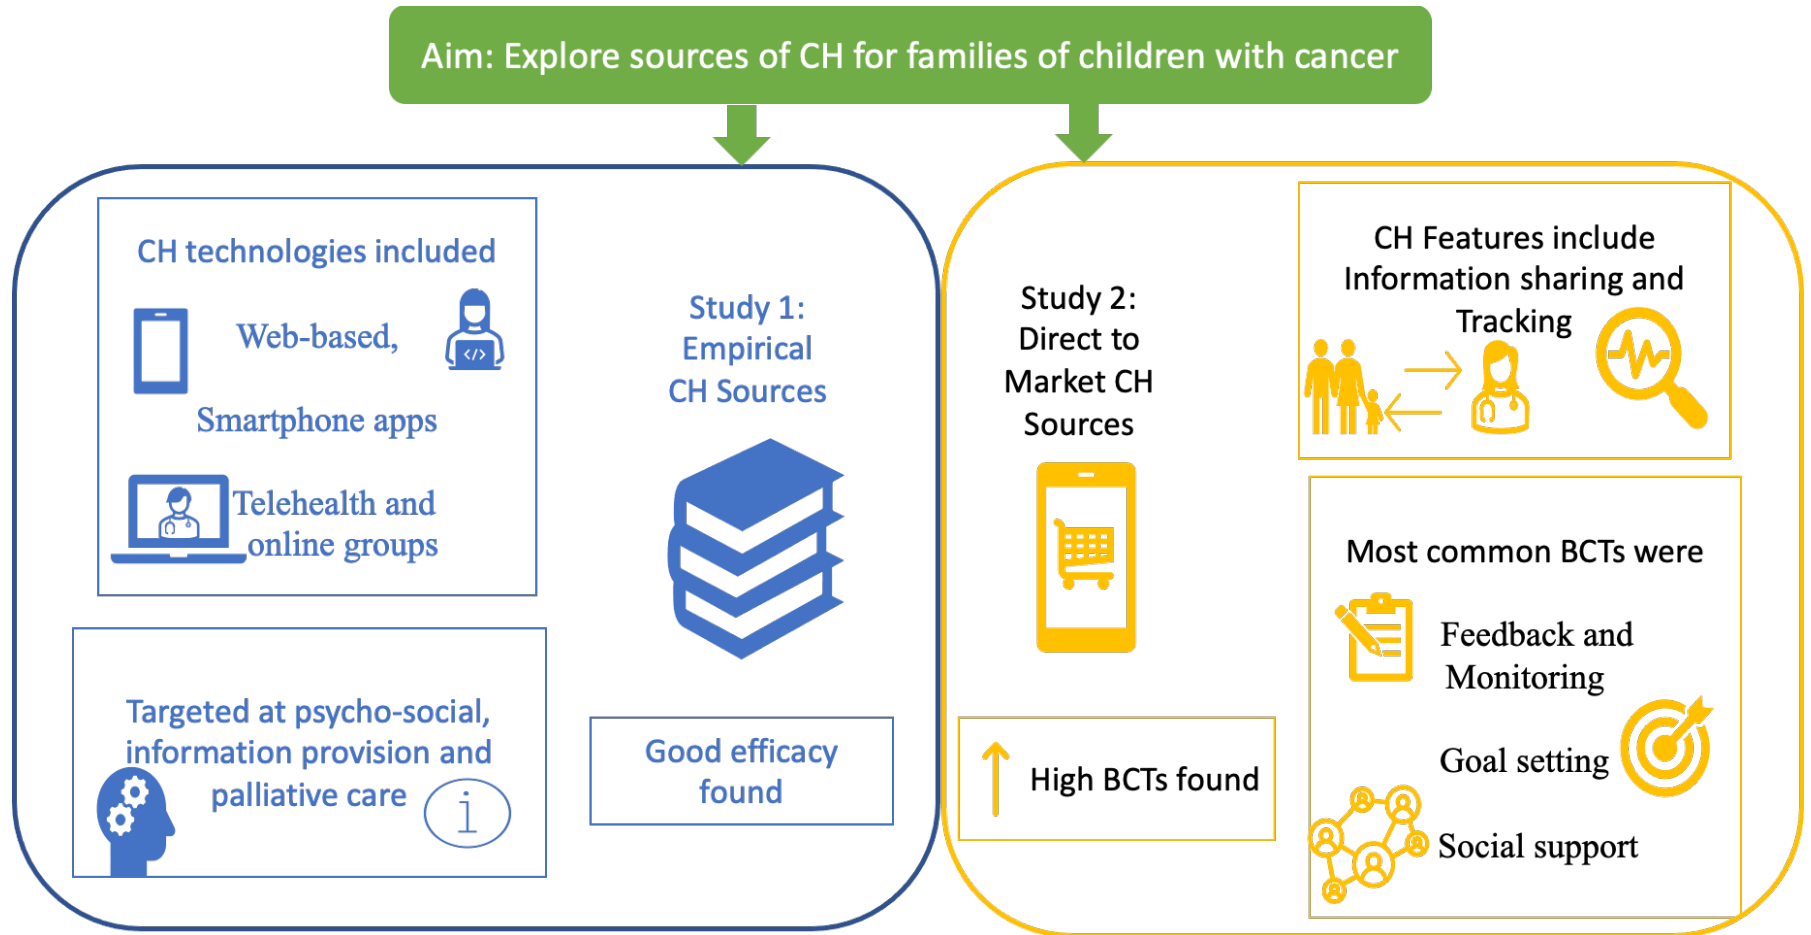 Aim: Explore sources of CH for families of children with cancer
CH technologies included
Web-based,
Smartphone apps
Telehealth and
online groups
Targeted at psycho-social,
information provision and
palliative care
i
Study 1:
Empirical
CH Sources
Good efficacy
found
Study 2:
Direct to
Market CH
Sources
High BCTs found
CH Features include
Information sharing and
Tracking
Most common BCTs were
Feedback and
Monitoring
Goal setting
Social support